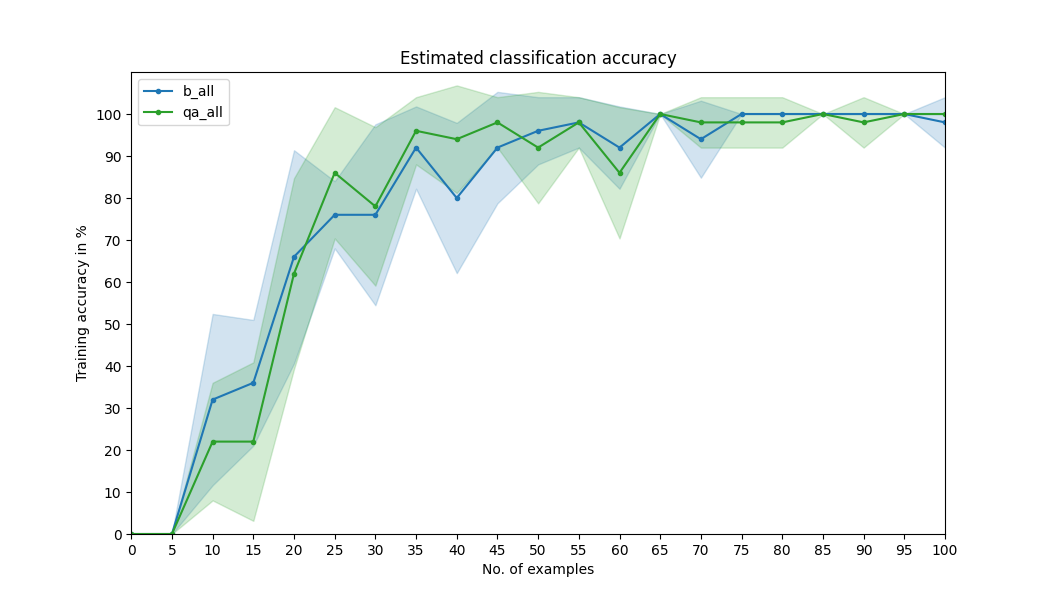 Estimated classification accuracy
b_all
qa_all
100
90
80
70
60
50
40
30
20
10
0
Training accuracy in %
0 5 10 15 20 25 30 35 40 45 50 55 60 65 70 75 80 85 90 95 100
No. of examples